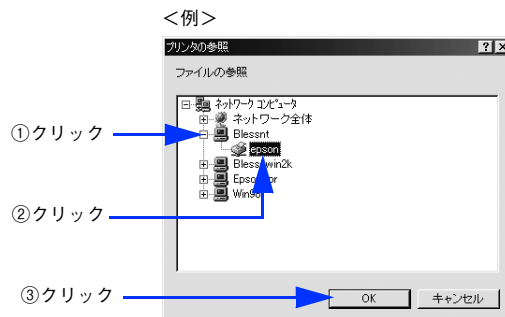 ＜例＞
プリンタの参照
ファイルの参照
ネットワーク コンピュータ
ネットワーク全体
①クリック
Blessnt
epson
②クリック
③クリック
OK
キャンセル